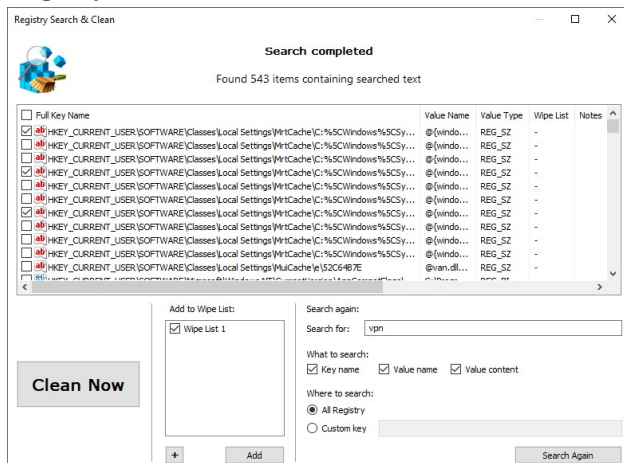 Registry Search & Clean
Search completed
Found 543 items containing searched text
Full Key Name Value Name Value Type Wipe List Notes
HKEY_CURRENT_USER\SOFTWARE\Classes\Local Settings\MrtCache\C:%5CWindows%5CSy... @{windo... REG_SZ -
HKEY_CURRENT_USER\SOFTWARE\Classes\Local Settings\MrtCache\C:%5CWindows%5CSy... @{windo... REG_SZ -
HKEY_CURRENT_USER\SOFTWARE\Classes\Local Settings\MrtCache\C:%5CWindows%5CSy... @{windo... REG_SZ -
HKEY_CURRENT_USER\SOFTWARE\Classes\Local Settings\MrtCache\C:%5CWindows%5CSy... @{windo... REG_SZ -
HKEY_CURRENT_USER\SOFTWARE\Classes\Local Settings\MrtCache\C:%5CWindows%5CSy... @{windo... REG_SZ -
HKEY_CURRENT_USER\SOFTWARE\Classes\Local Settings\MrtCache\C:%5CWindows%5CSy... @{windo... REG_SZ -
HKEY_CURRENT_USER\SOFTWARE\Classes\Local Settings\MrtCache\C:%5CWindows%5CSy... @{windo... REG_SZ -
HKEY_CURRENT_USER\SOFTWARE\Classes\Local Settings\MrtCache\C:%5CWindows%5CSy... @{windo... REG_SZ -
HKEY_CURRENT_USER\SOFTWARE\Classes\Local Settings\MrtCache\C:%5CWindows%5CSy... @{windo... REG_SZ -
HKEY_CURRENT_USER\SOFTWARE\Classes\Local Settings\MrtCache\C:%5CWindows%5CSy... @{windo... REG_SZ -
HKEY_CURRENT_USER\SOFTWARE\Classes\Local Settings\MuiCache\e\52C64B7E @van.dll... REG_SZ -
Add to Wipe List:
Wipe List 1
Search again:
Search for: vpn
What to search:
Key name Value name Value content
Where to search:
All Registry
Custom key
Clean Now
+ Add
Search Again